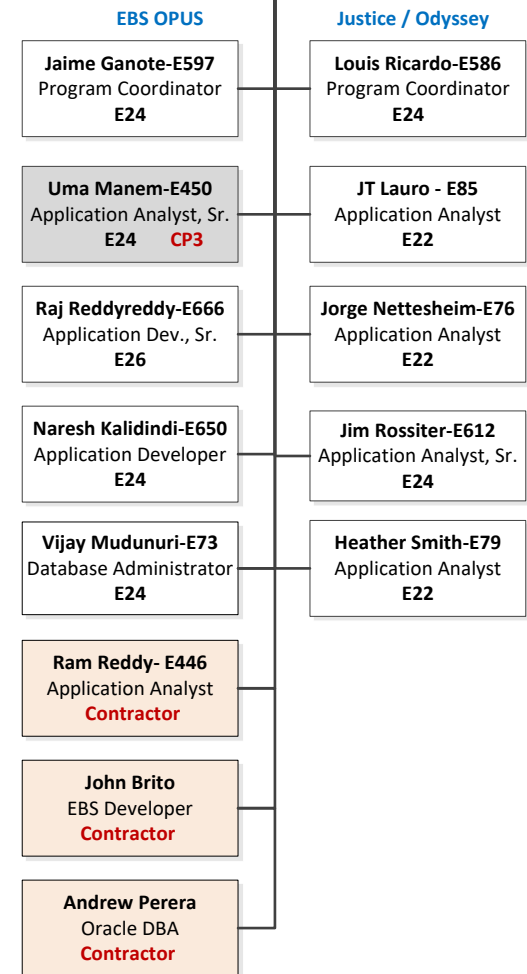 EBS OPUS
Jaime Ganote-E597
Program Coordinator
E24
Uma Manem-E450
Application Analyst, Sr.
E24 CP3
Raj Reddyreddy-E666
Application Dev., Sr.
E26
Naresh Kalidindi-E650
Application Developer
E24
Vijay Mudunuri-E73
Database Administrator
E24
Ram Reddy- E446
Application Analyst
Contractor
John Brito
EBS Developer
Contractor
Andrew Perera
Oracle DBA
Contractor
Justice / Odyssey
Louis Ricardo-E586
Program Coordinator
E24
JT Lauro - E85
Application Analyst
E22
Jorge Nettesheim-E76
Application Analyst
E22
Jim Rossiter-E612
Application Analyst, Sr.
E24
Heather Smith-E79
Application Analyst
E22